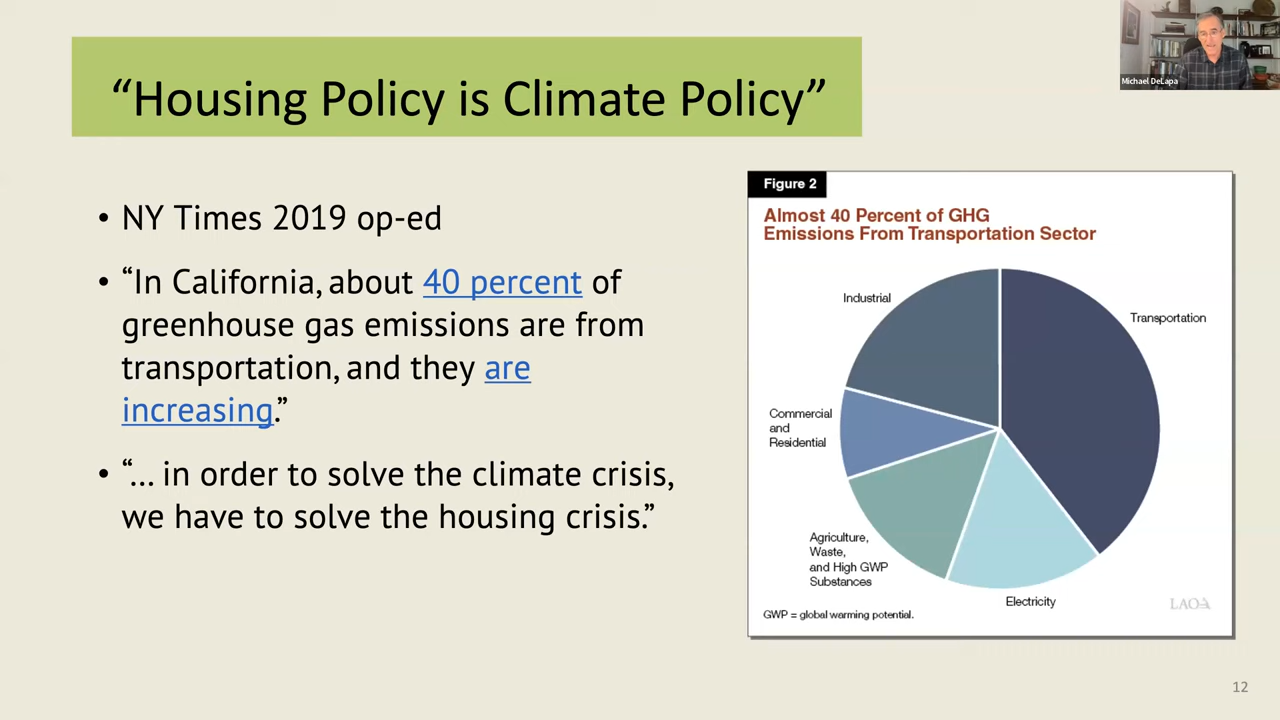 “Housing Policy is Climate Policy”
Michael DeLapa
• NY Times 2019 op-ed
• “In California, about 40 percent of
greenhouse gas emissions are from
transportation, and they are
increasing.”
• “... in order to solve the climate crisis,
we have to solve the housing crisis.”
Figure 2
Almost 40 Percent of GHG
Emissions From Transportation Sector
Industrial
Transportation
Commercial
and
Residential
Agriculture,
Waste,
and High GWP
Substances
Electricity
GWP = global warming potential.
LAO
12